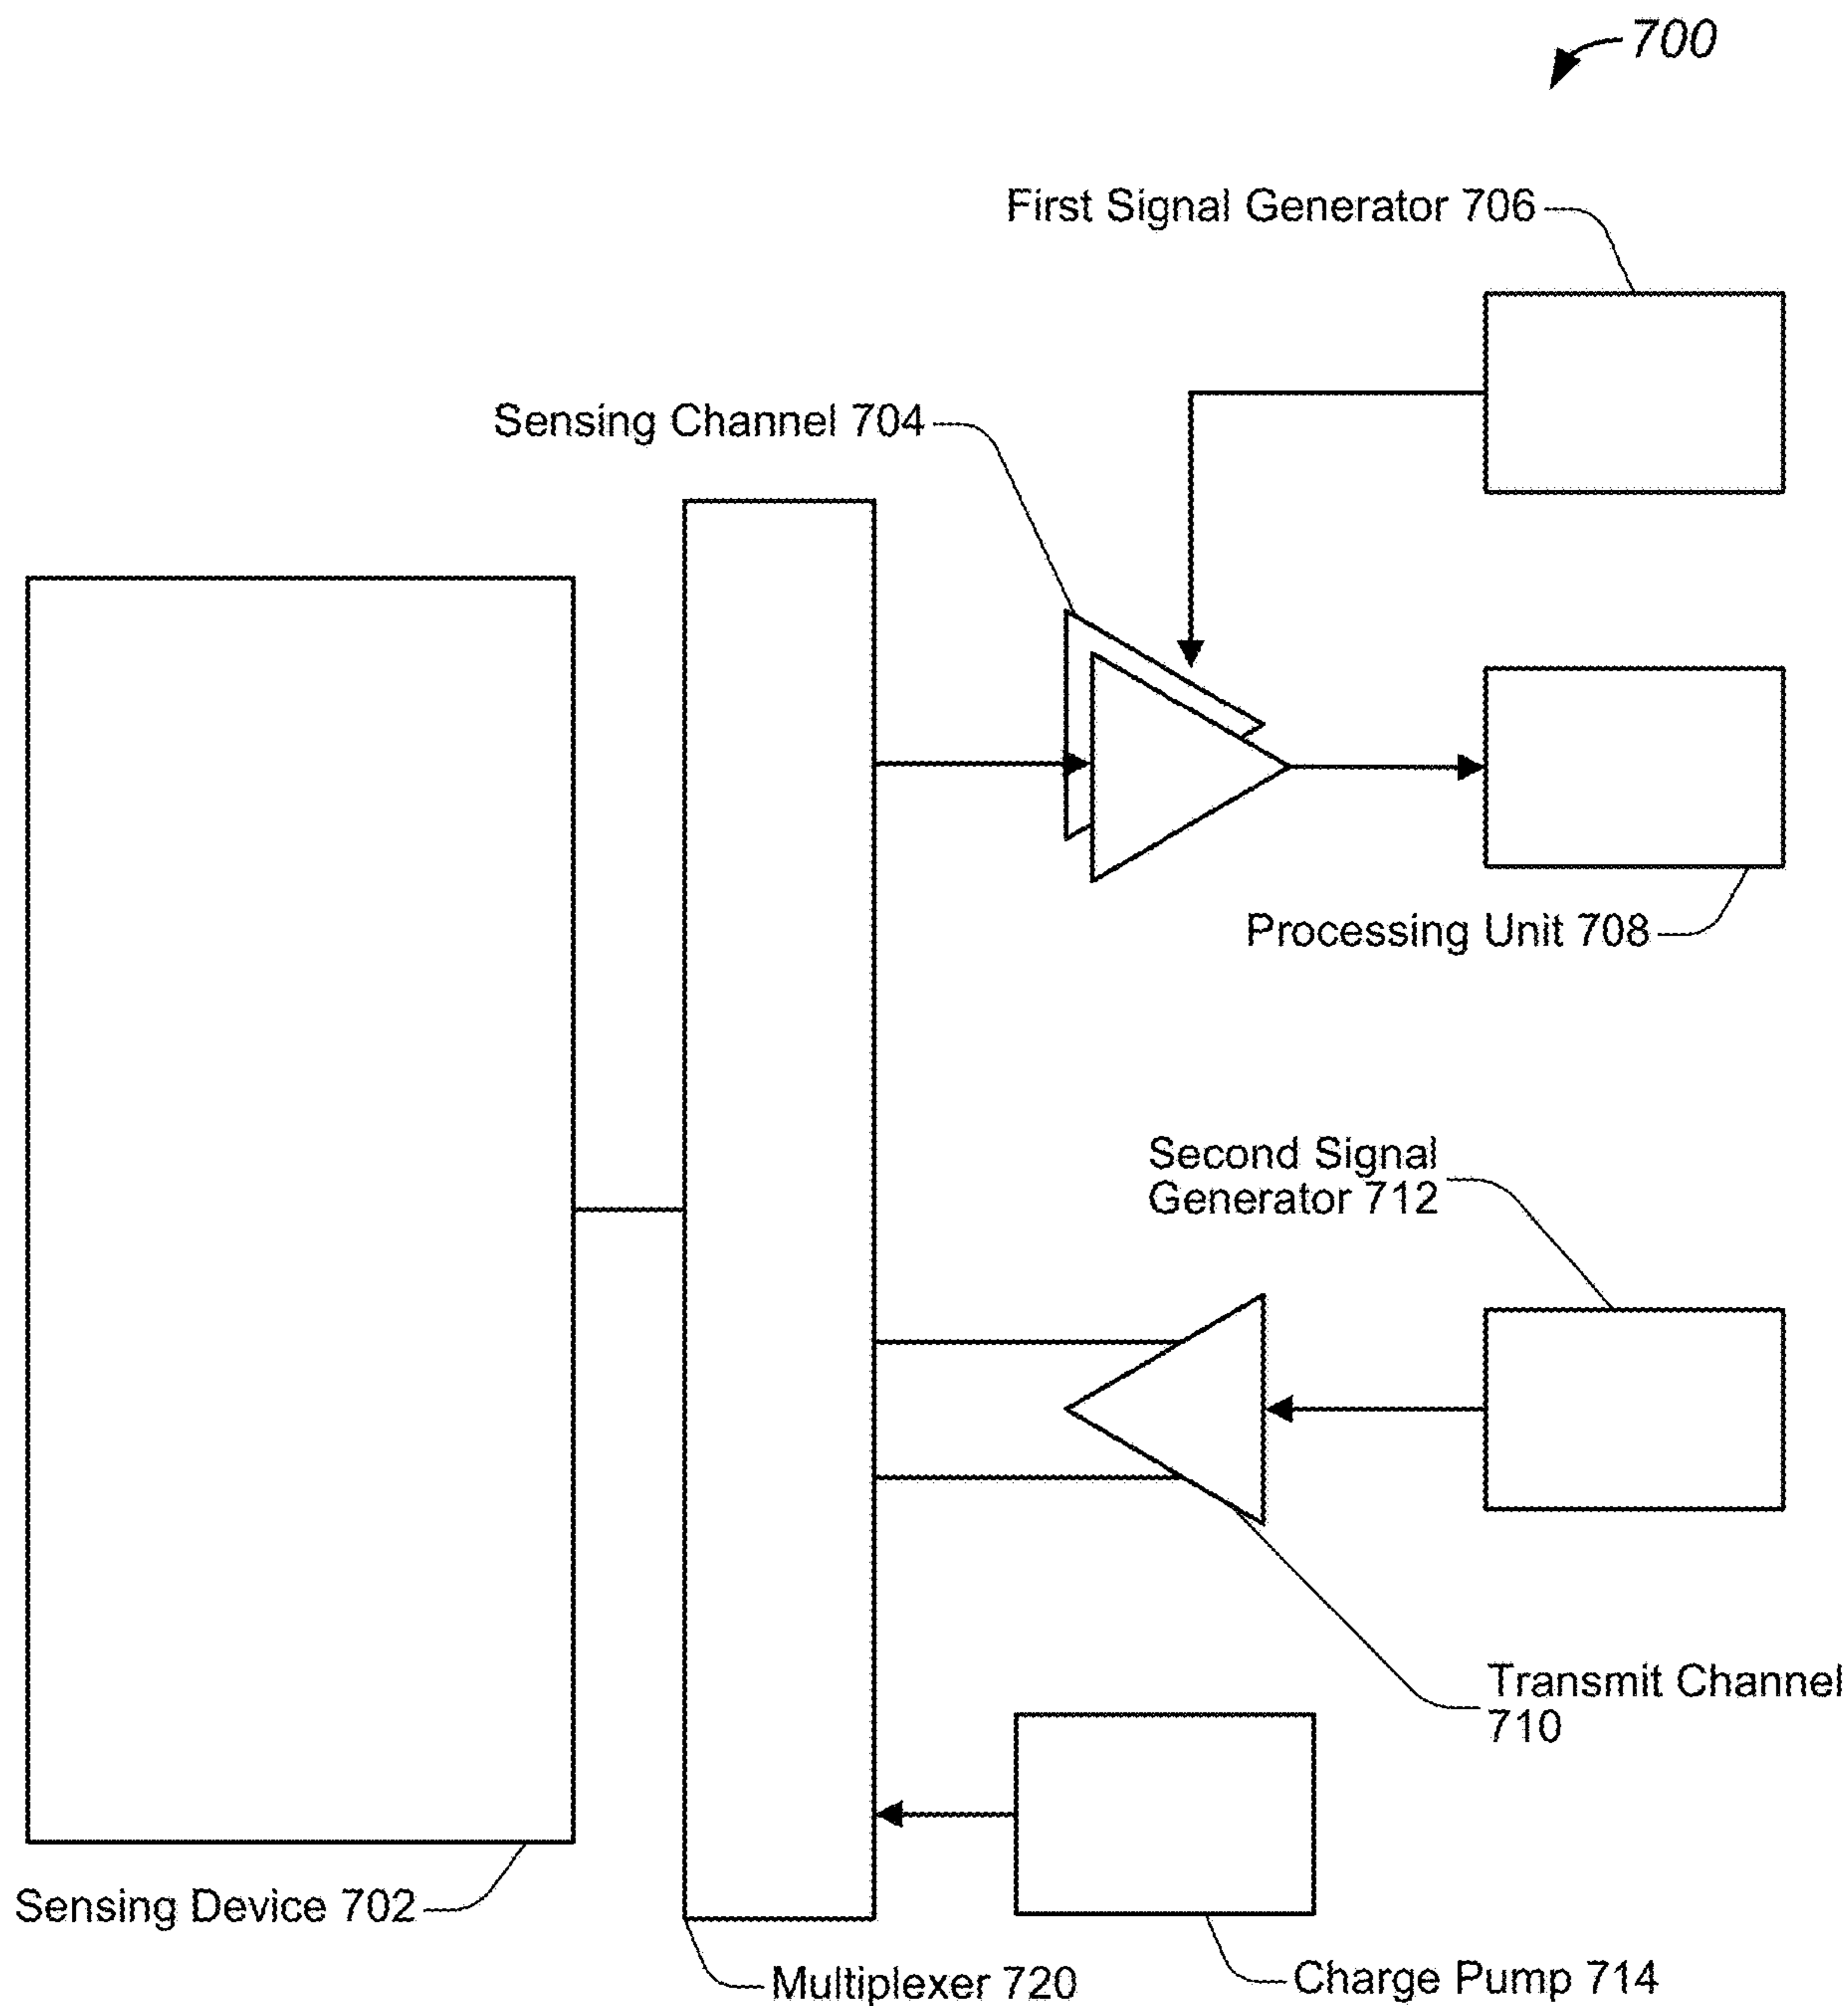 700
First Signal Generator 706
Sensing Channel 704
Processing Unit 708
Second Signal
Generator 712
Transmit Channel
710
Sensing Device 702
Multiplexer 720
Charge Pump 714